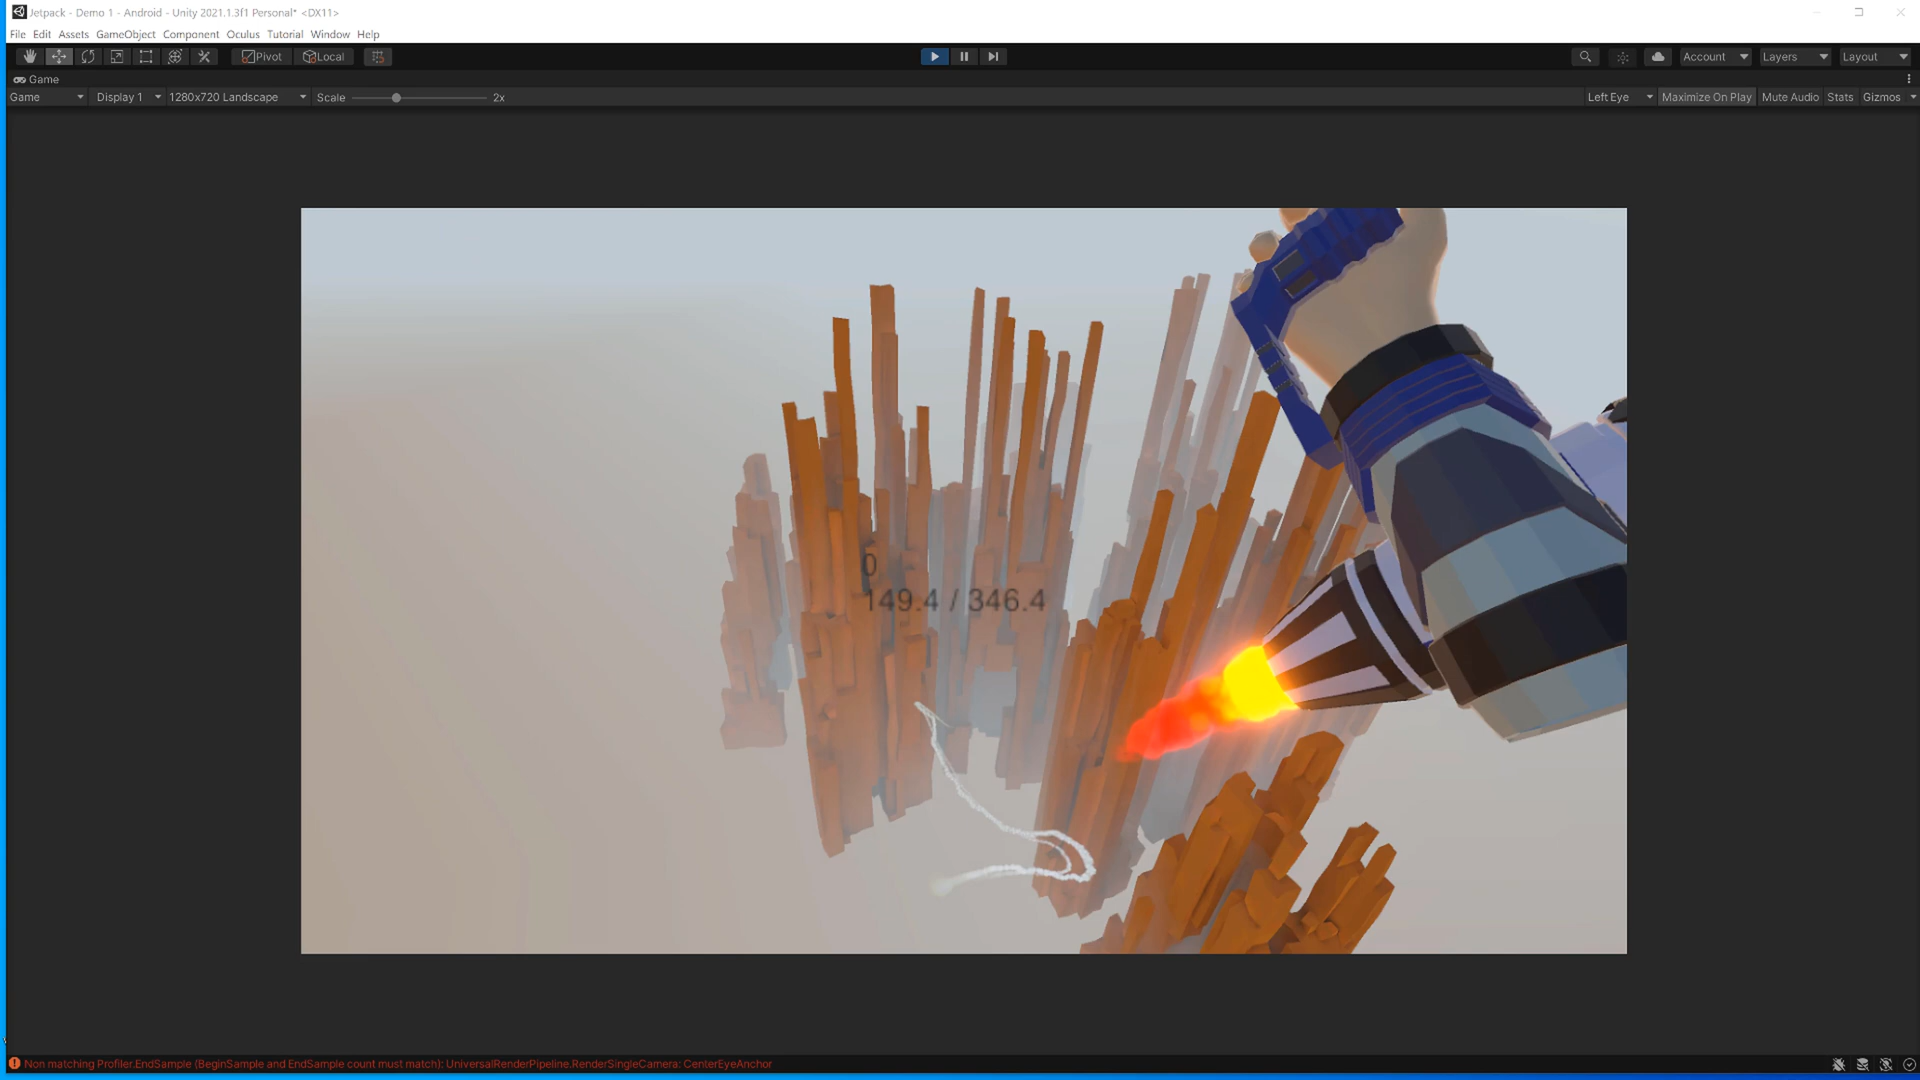 Jetpack - Demo 1 - Android - Unity 2021.1.3f1 Personal* <DX11>
File Edit Assets GameObject Component Oculus Tutorial Window Help
Pivot Local Account Layers Layout
Game
Game Display 1 1280x720 Landscape Scale 2x Left Eye Maximize On Play Mute Audio Stats Gizmos
0
149.4 / 346.4
Non matching Profiler.EndSample (BeginSample and EndSample count must match): UniversalRenderPipeline.RenderSingleCamera: CenterEyeAnchor